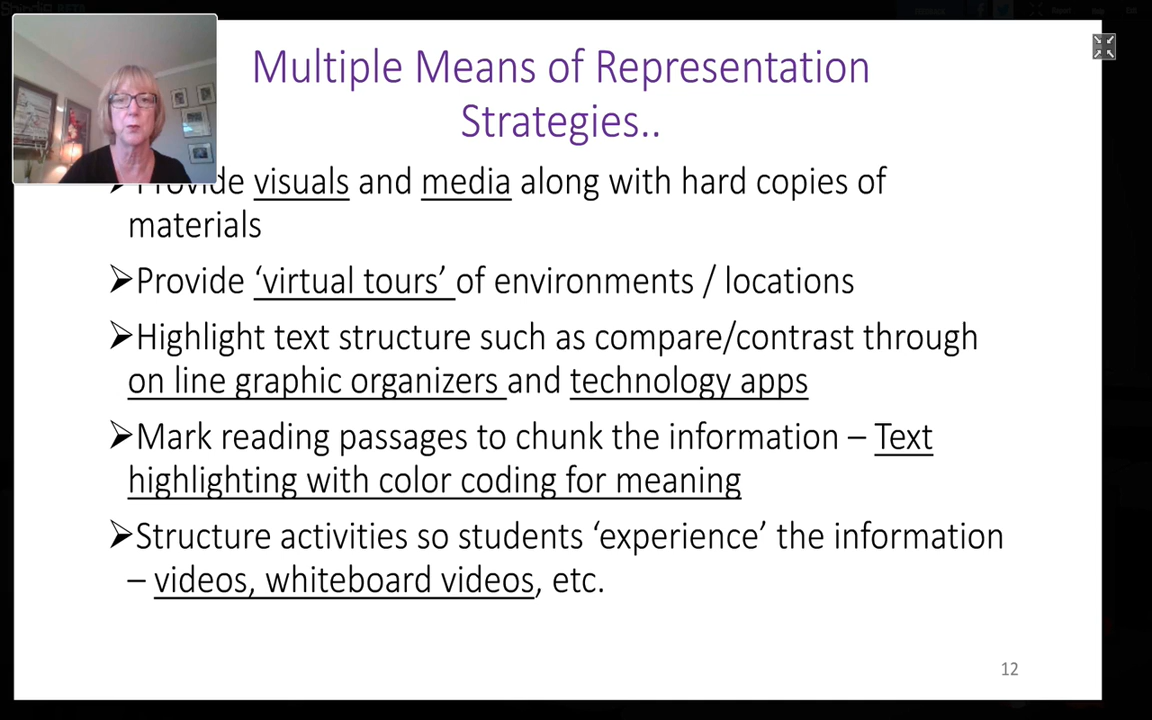 Multiple Means of Representation
Strategies..
Provide visuals and media along with hard copies of
materials
➢Provide ‘virtual tours’ of environments / locations
➢Highlight text structure such as compare/contrast through
on line graphic organizers and technology apps
➢Mark reading passages to chunk the information – Text
highlighting with color coding for meaning
➢Structure activities so students ‘experience’ the information
– videos, whiteboard videos, etc.
12